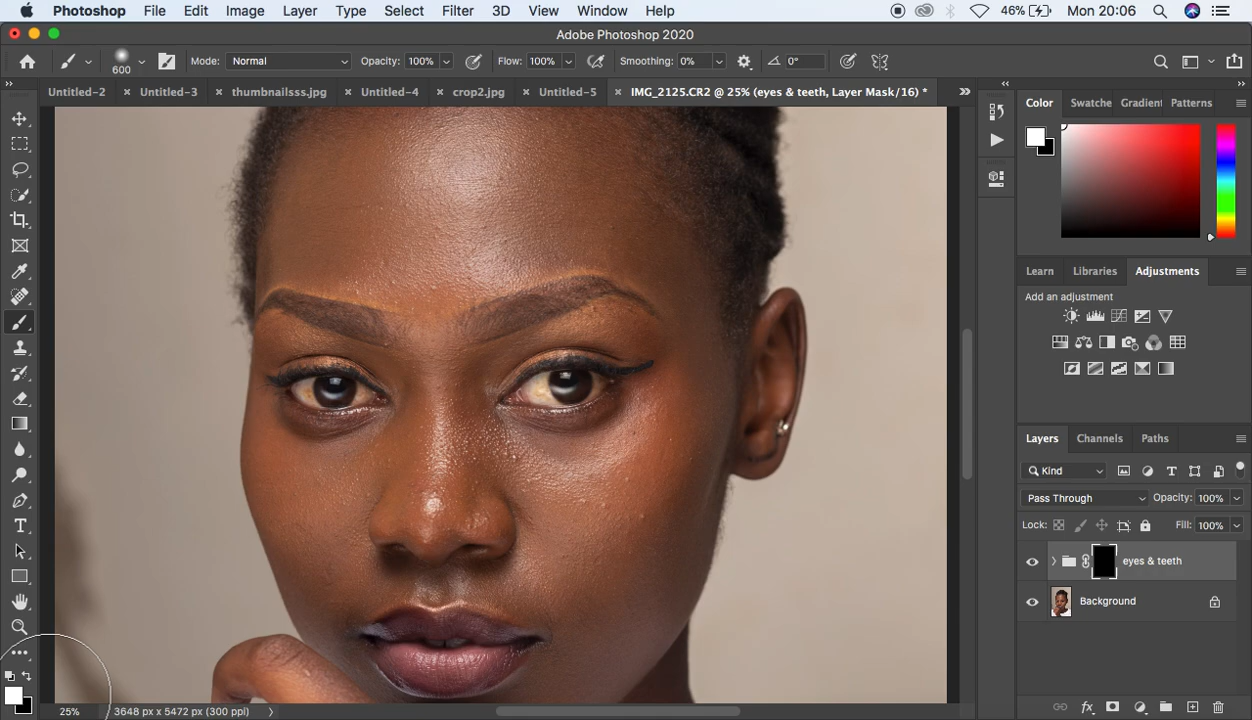 Photoshop File Edit Image Layer Type Select Filter 3D View Window Help 46% Mon 20:06
Adobe Photoshop 2020
600 Mode: Normal Opacity: 100% Flow: 100% Smoothing: 0% 0°
Untitled-2 Untitled-3 thumbnailsss.jpg Untitled-4 crop2.jpg Untitled-5 IMG_2125.CR2 @ 25% (eyes & teeth, Layer Mask/16) *
Color Swatche Gradient Patterns
Learn Libraries Adjustments
Add an adjustment
Layers Channels Paths
Kind
Pass Through Opacity: 100%
Lock: Fill: 100%
eyes & teeth
Background
25% 3648 px x 5472 px (300 ppi)